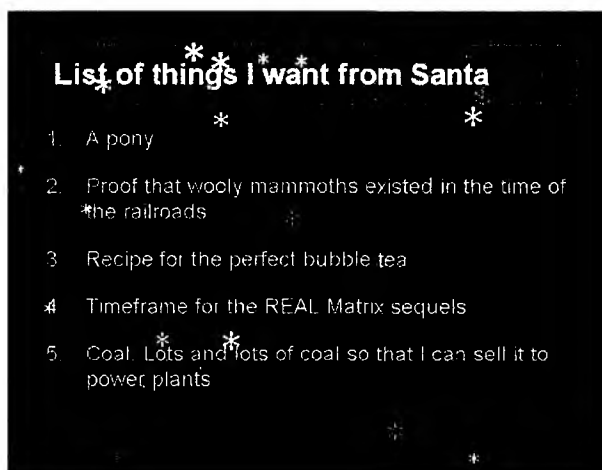 List of things I want from Santa
1. A pony
2. Proof that wooly mammoths existed in the time of
the railroads
3. Recipe for the perfect bubble tea
4. Timeframe for the REAL Matrix sequels
5. Coal. Lots and lots of coal so that I can sell it to
power plants